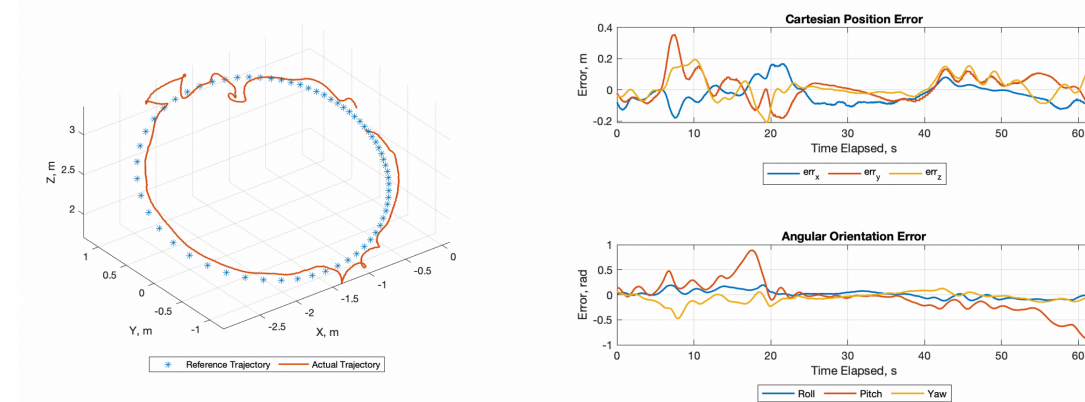 3
2.5
2
Z, m
1
0.5
0
-0.5
-1
Y, m
-2.5
-2
-1.5
-1
-0.5
0
X, m
Reference Trajectory
Actual Trajectory
Cartesian Position Error
0.4
0.2
0
-0.2
Error, m
0
10
20
30
40
50
60
Time Elapsed, s
err_x
err_y
err_z
Angular Orientation Error
1
0.5
0
-0.5
-1
Error, rad
0
10
20
30
40
50
60
Time Elapsed, s
Roll
Pitch
Yaw